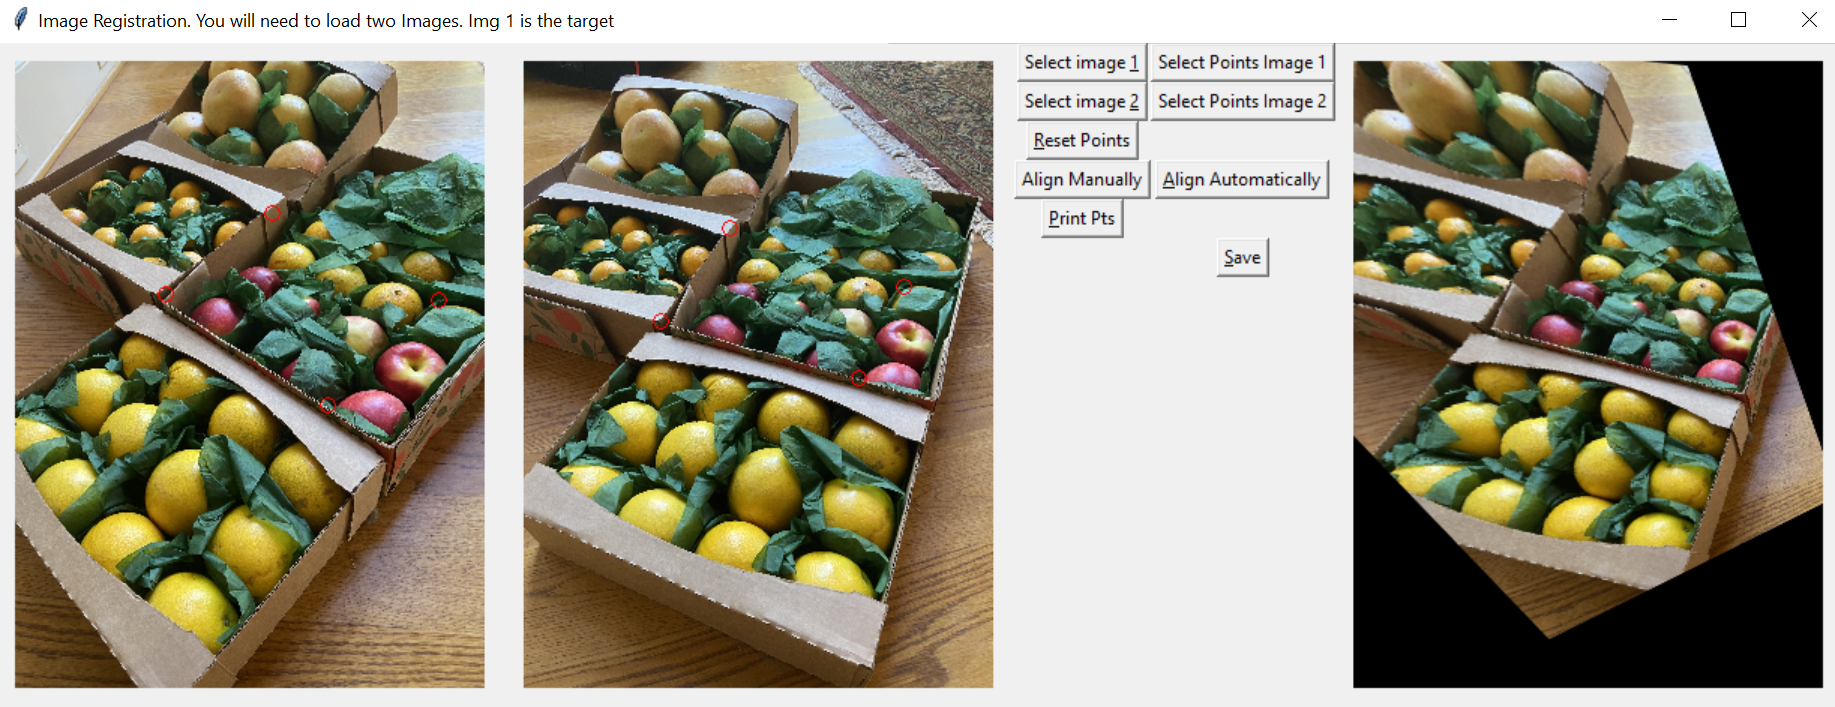 Image Registration. You will need to load two Images. Img 1 is the target
Select image 1 Select Points Image 1
Select image 2 Select Points Image 2
Reset Points
Align Manually Align Automatically
Print Pts
Save